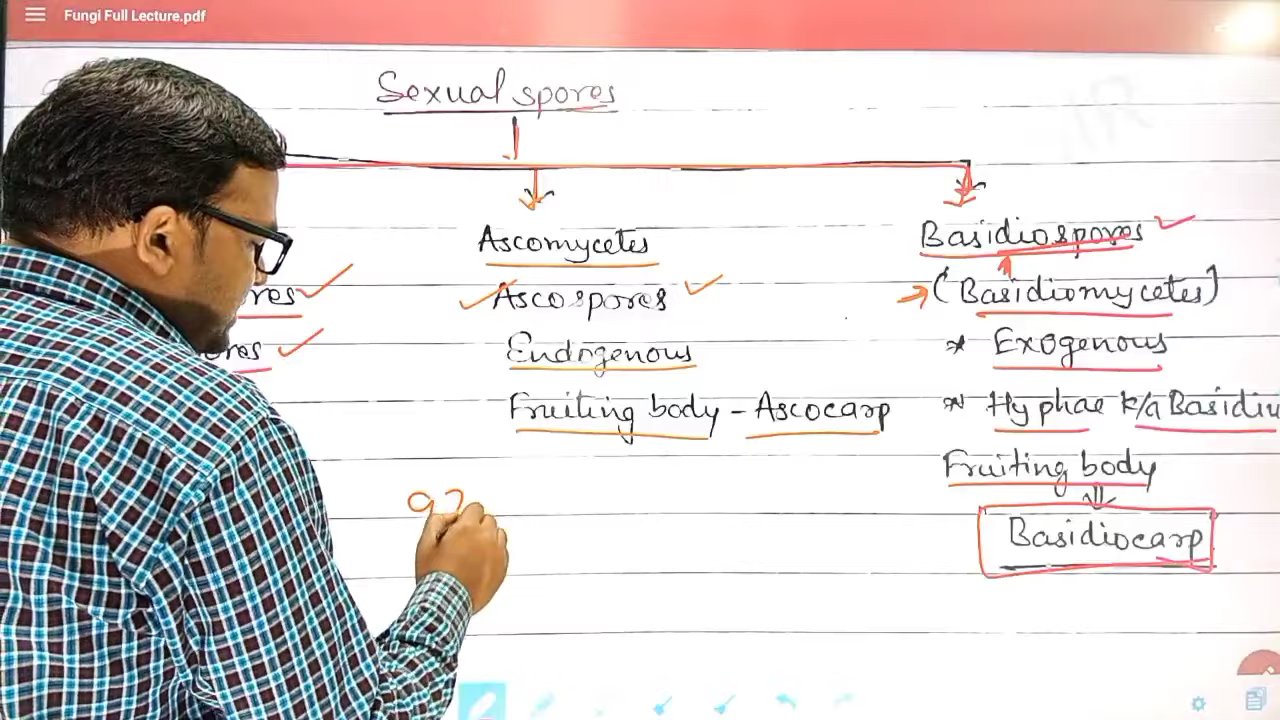 Fungi Full Lecture.pdf
Sexual spores
Ascomycetes
Ascospores
Endogenous
Fruiting body - Ascocarp
Basidiospores
(Basidiomycetes)
* Exogenous
* Hyphae k/a Basidiu
Fruiting body
Basidiocarp